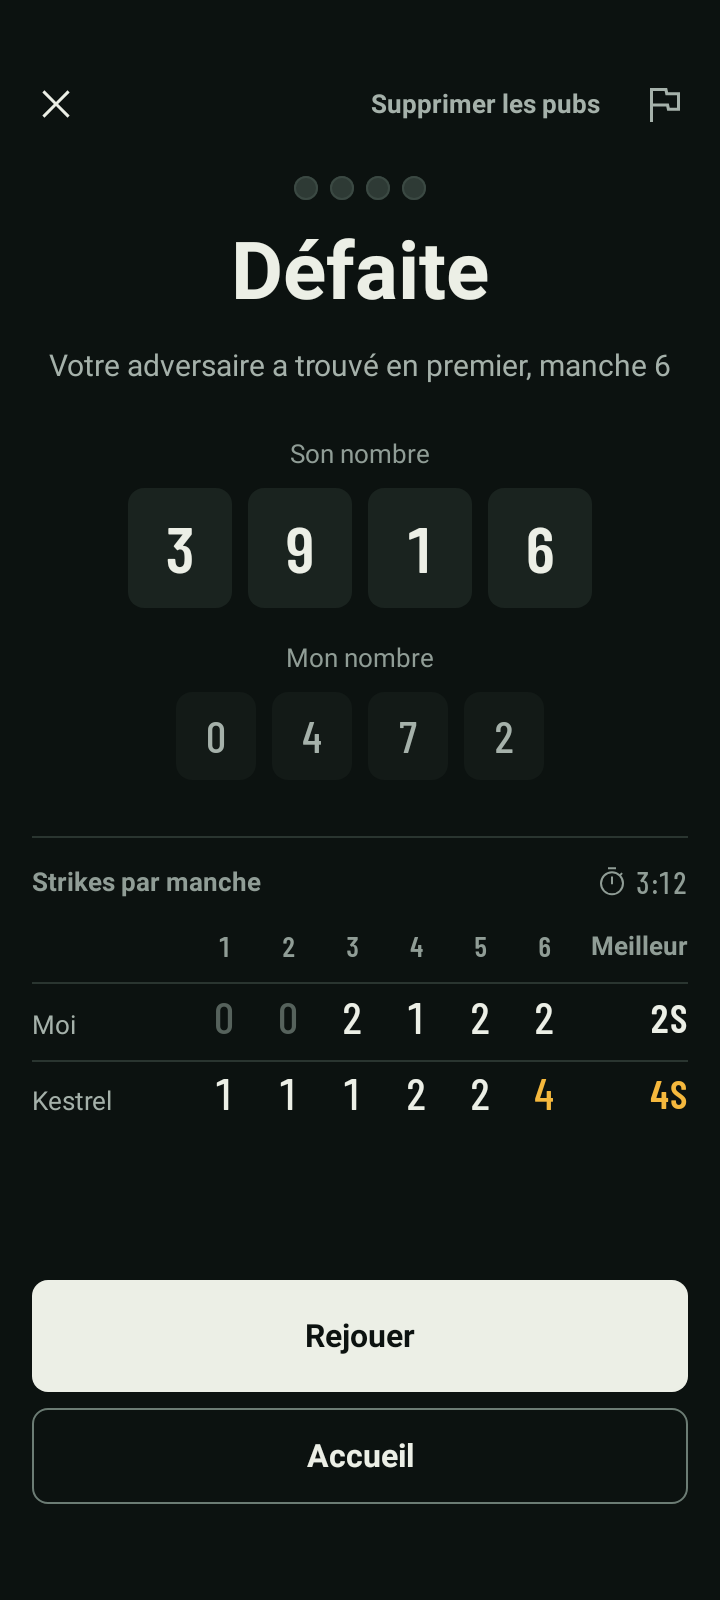 Supprimer les pubs
Défaite
Votre adversaire a trouvé en premier, manche 6
Son nombre
3 9 1 6
Mon nombre
0 4 7 2
Strikes par manche 3:12
1 2 3 4 5 6 Meilleur
Moi 0 0 2 1 2 2 2S
Kestrel 1 1 1 2 2 4 4S
Rejouer
Accueil